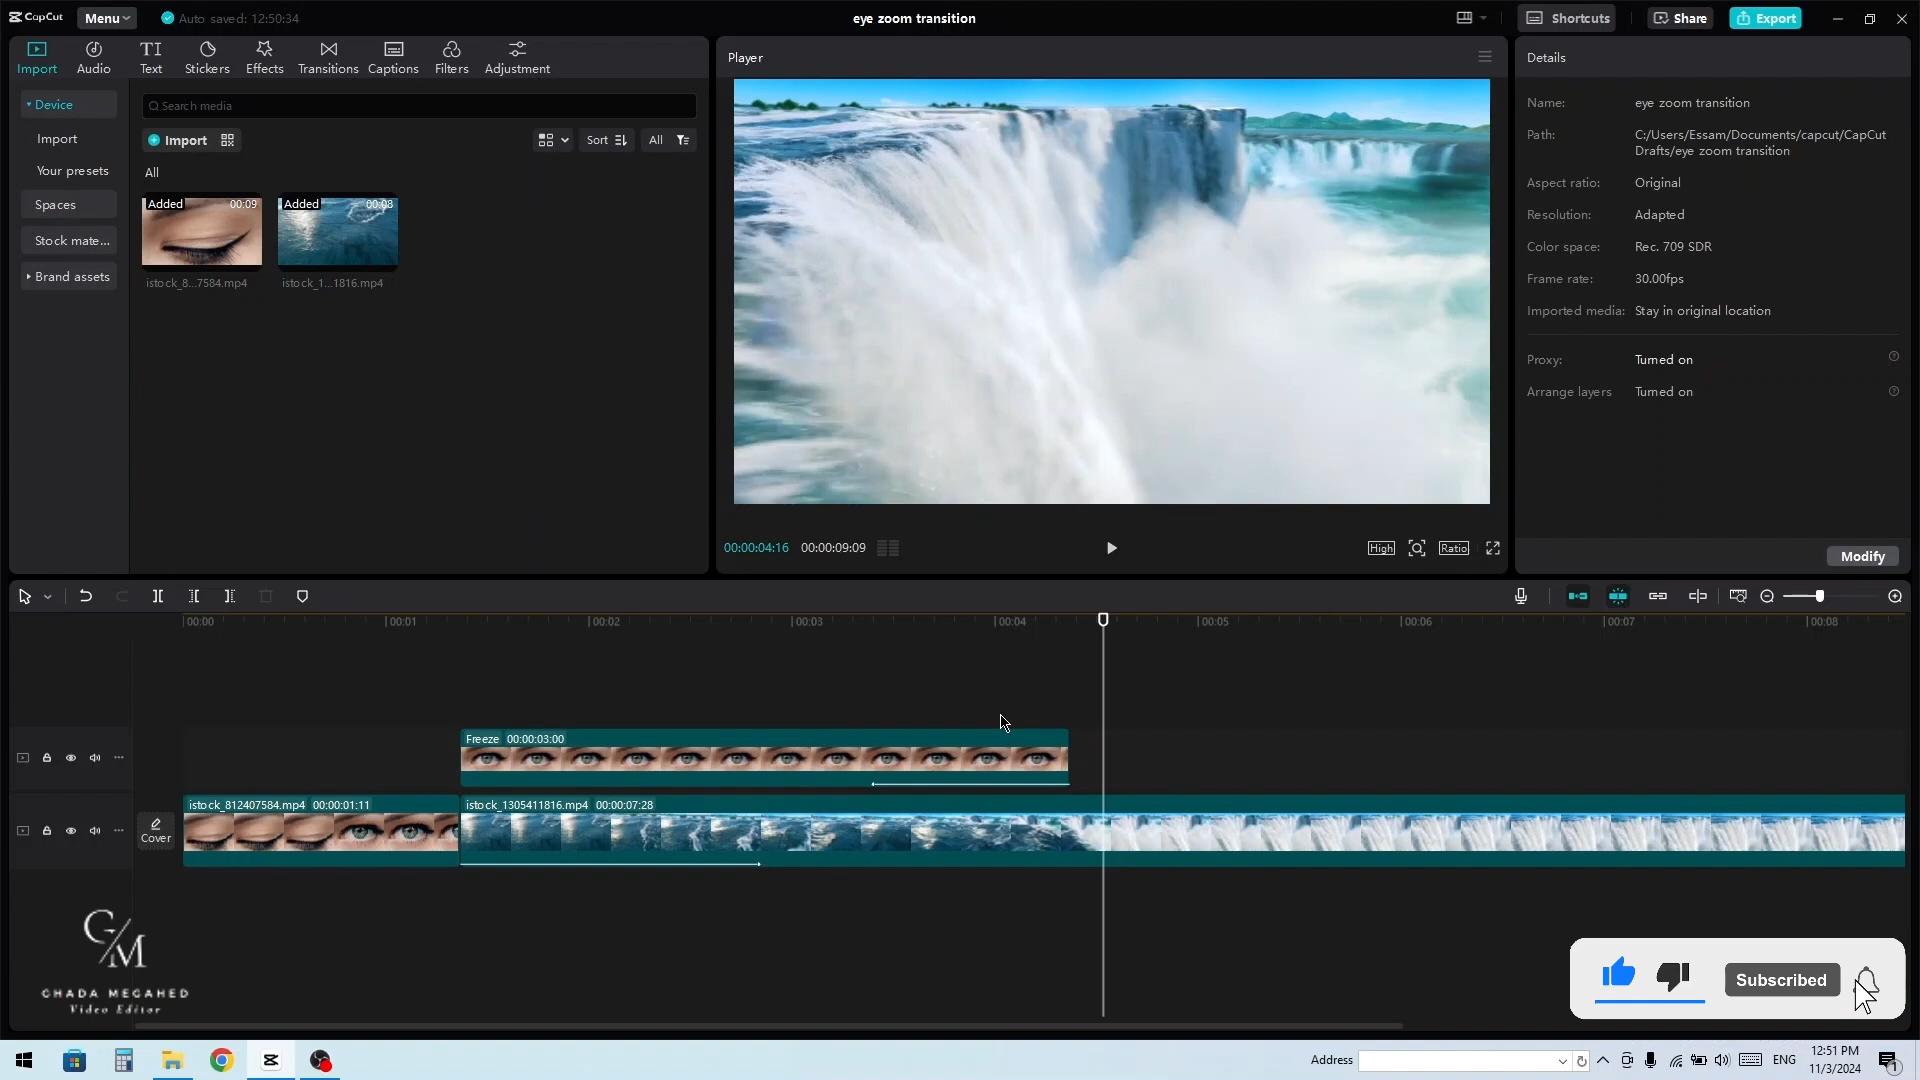 CapCut
Menu
Auto saved: 12:50:34
eye zoom transition
Shortcuts
Share
Export
Import
Audio
TI
Text
Stickers
Effects
Transitions
Captions
Filters
Adjustment
Device
Import
Your presets
Spaces
Stock mate...
Brand assets
Search media
Import
Sort
All
All
Added 00:09
Added 00:08
istock_8...7584.mp4
istock_1...1816.mp4
Player
00:00:04:16 00:00:09:09
High
Ratio
Details
Name: eye zoom transition
Path: C:/Users/Essam/Documents/capcut/CapCut
Drafts/eye zoom transition
Aspect ratio: Original
Resolution: Adapted
Color space: Rec. 709 SDR
Frame rate: 30.00fps
Imported media: Stay in original location
Proxy: Turned on
Arrange layers Turned on
Modify
00:00 00:01 00:02 00:03 00:04 00:05 00:06 00:07 00:08
Freeze 00:00:03:00
Cover
istock_812407584.mp4 00:00:01:11
istock_1305411816.mp4 00:00:07:28
G/M
GHADA MEGAHED
Video Editor
Subscribed
Address
ENG
12:51 PM
11/3/2024
1